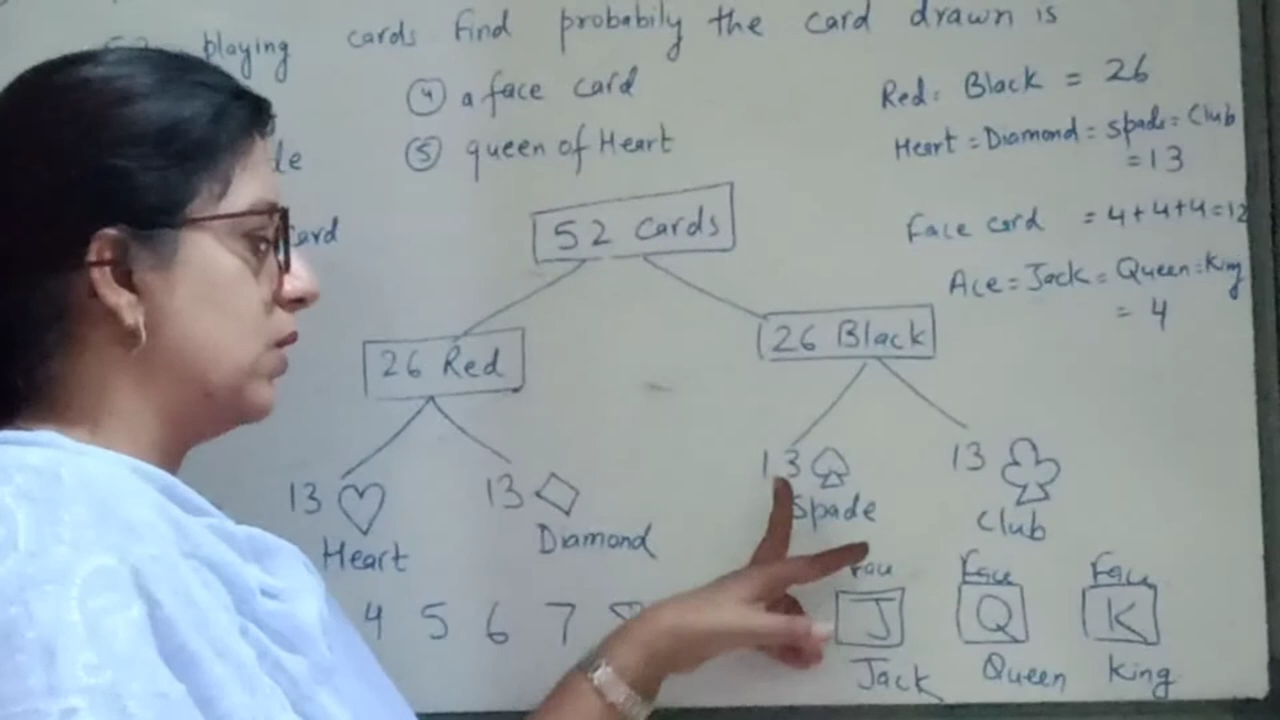 playing cards find probabily the card drawn is
④ a face card
⑤ queen of Heart
Red = Black = 26
Heart = Diamond = spade = Club
= 13
Face card = 4+4+4=12
Ace = Jack = Queen = King
= 4
52 cards
26 Red
26 Black
13
Heart
13
Diamond
13
Spade
13
Club
Face
Face
4 5 6 7
J
Q
K
Jack
Queen
King